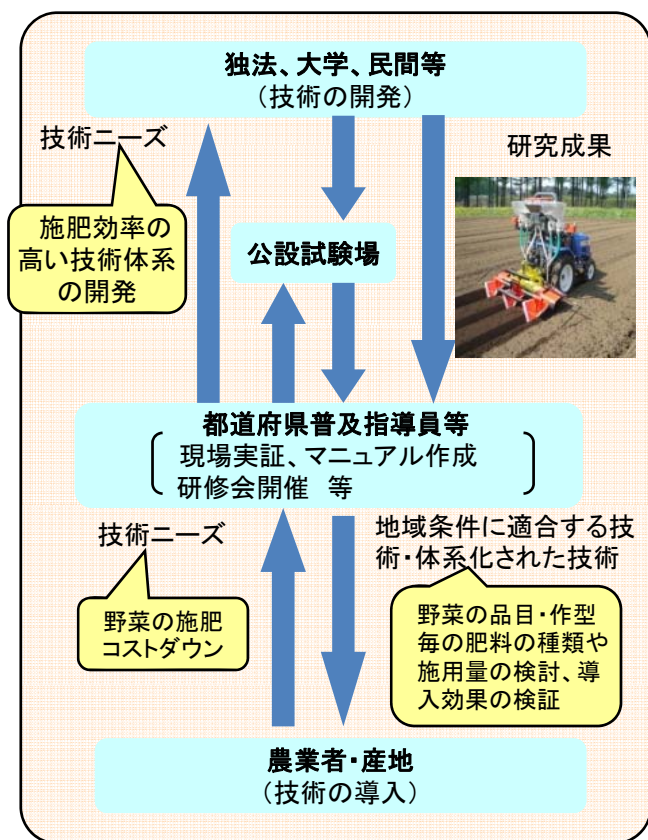 独法、大学、民間等
（技術の開発）
技術ニーズ
研究成果
施肥効率の
高い技術体系
の開発
公設試験場
都道府県普及指導員等
現場実証、マニュアル作成
研修会開催 等
技術ニーズ
地域条件に適合する技
術・体系化された技術
野菜の施肥
コストダウン
野菜の品目・作型
毎の肥料の種類や
施用量の検討、導
入効果の検証
農業者・産地
（技術の導入）